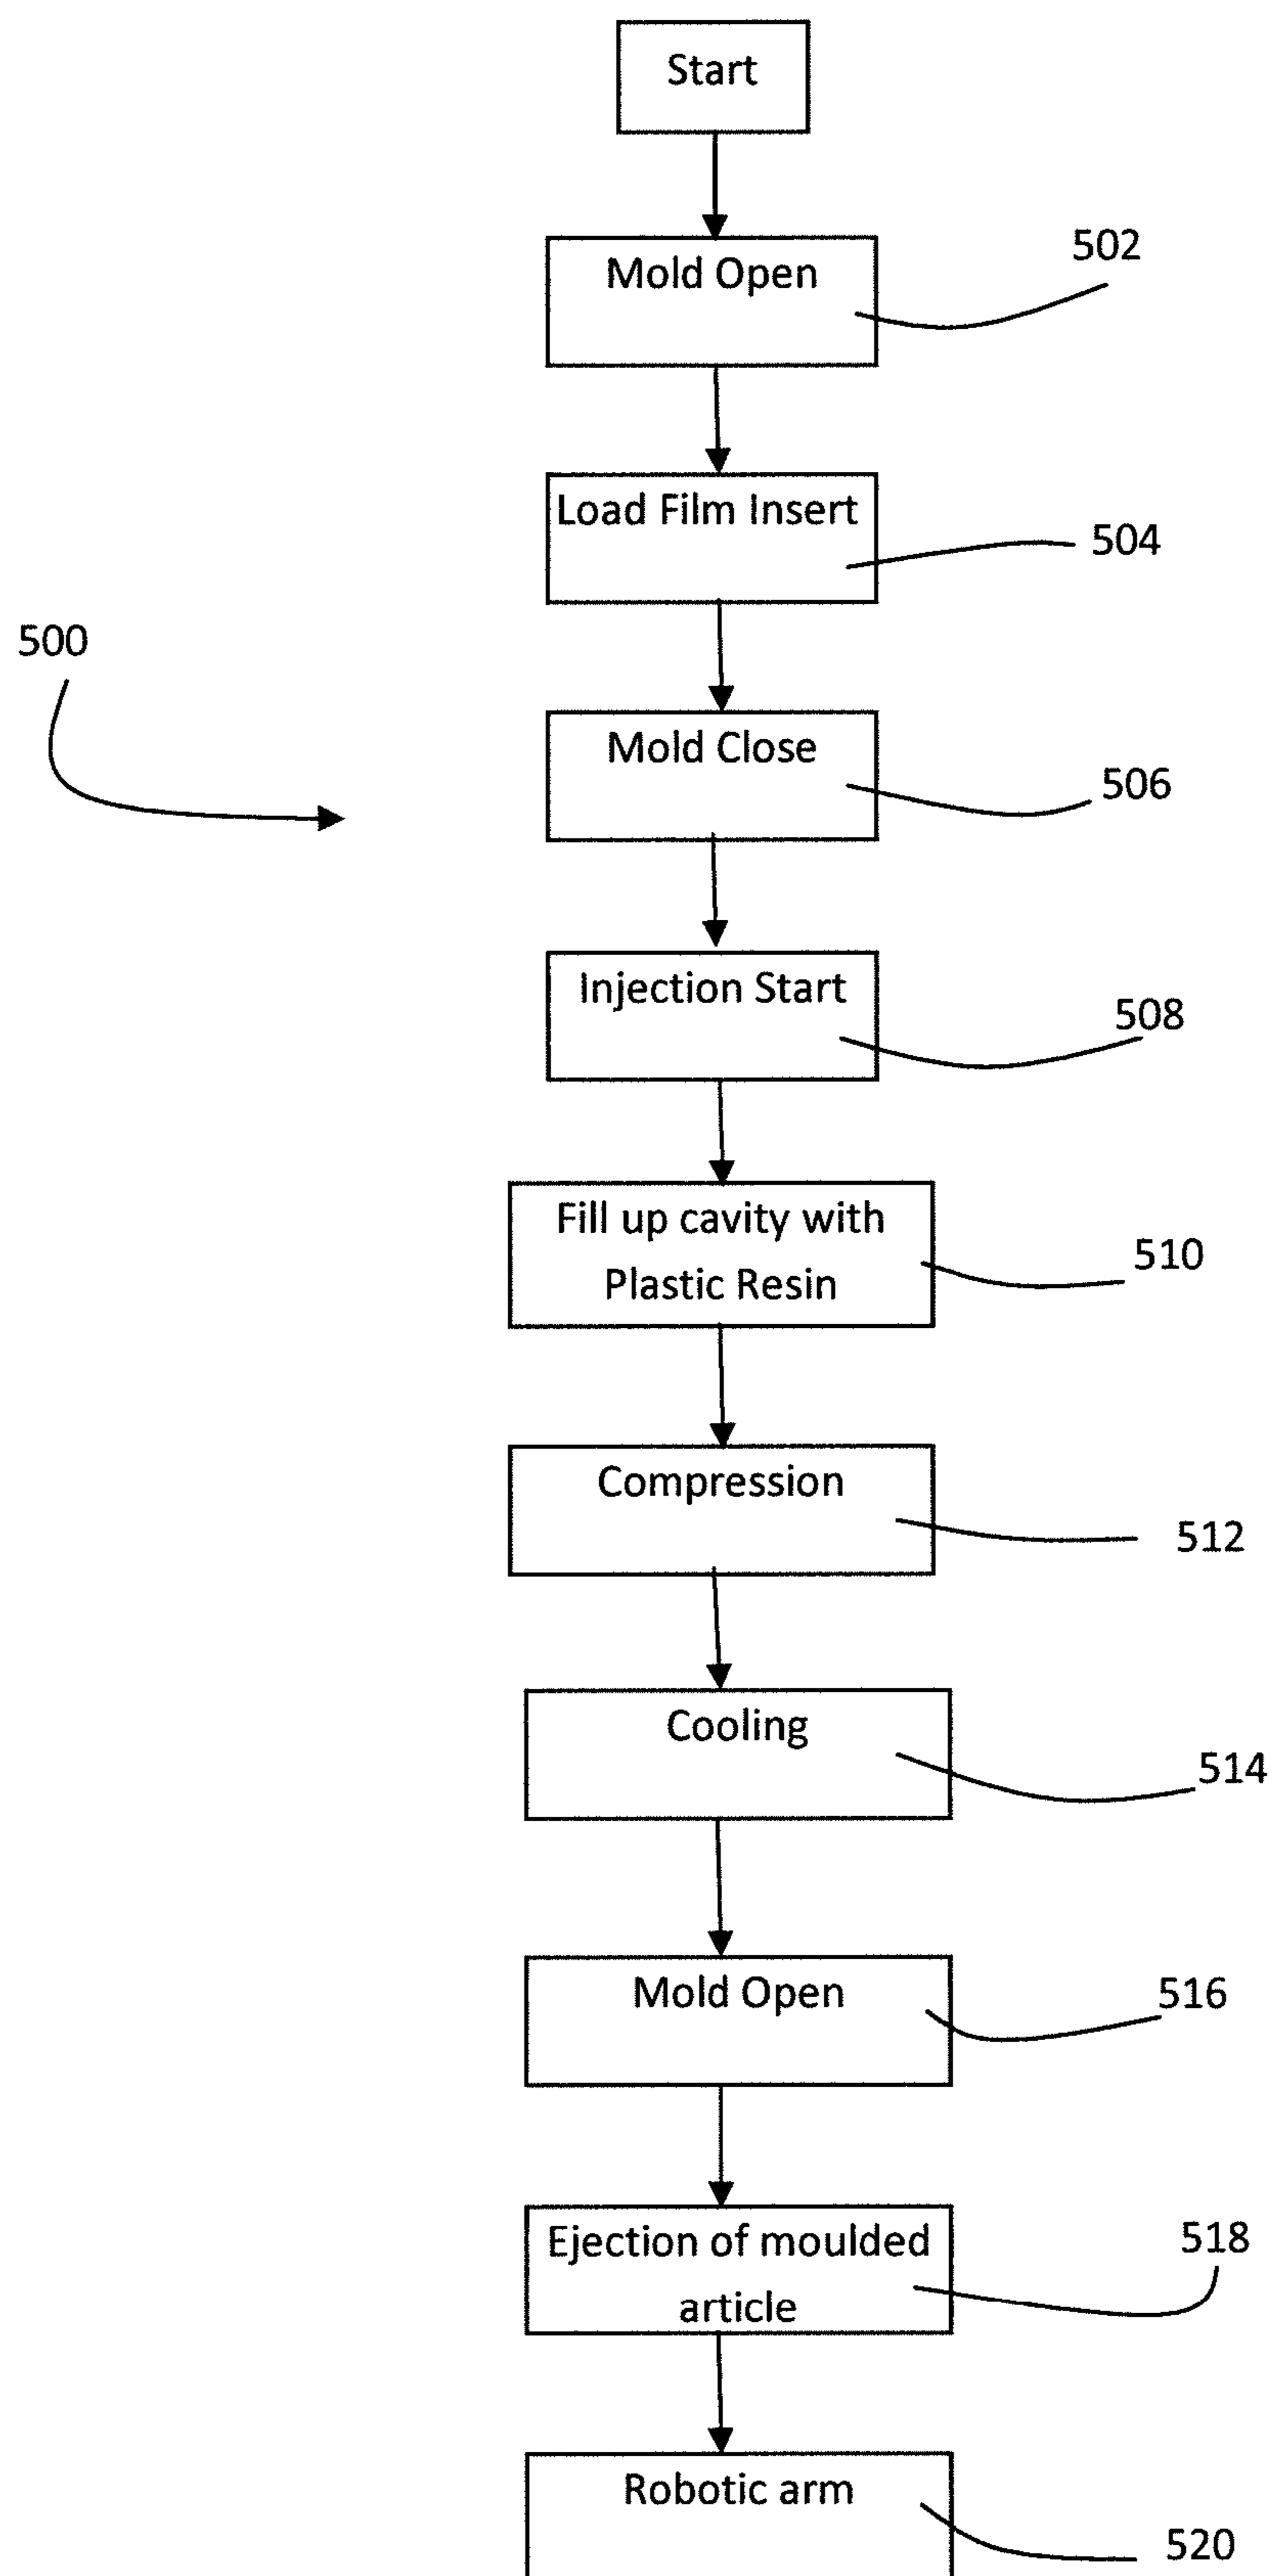 Start
Mold Open
502
Load Film Insert
504
500
Mold Close
506
Injection Start
508
Fill up cavity with
Plastic Resin
510
Compression
512
Cooling
514
Mold Open
516
Ejection of moulded
article
518
Robotic arm
520